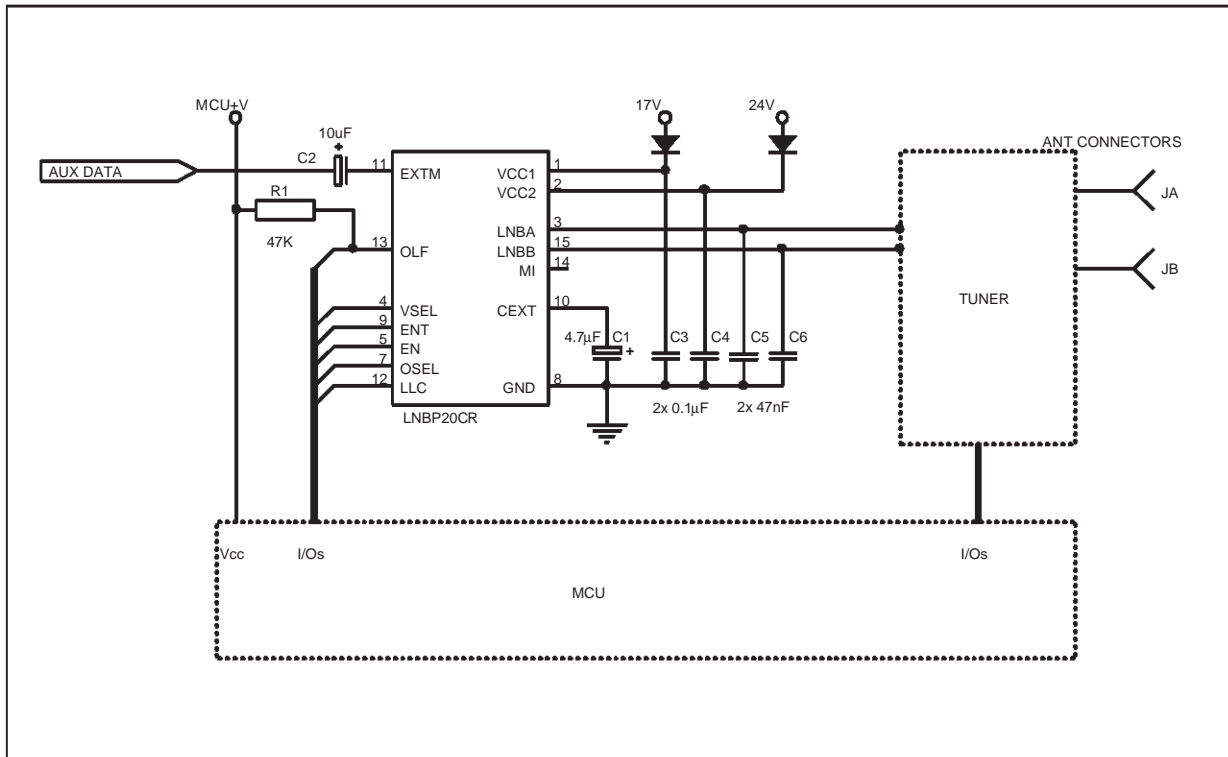 MCU+V
17V
24V
10uF
+
ANT CONNECTORS
C2
11
EXTM
AUX DATA
VCC1
1
VCC2
2
JA
R1
47K
LNBA
3
13
OLF
LNBB
15
MI
14
JB
TUNER
4
VSEL
CEXT
10
9
ENT
4.7µF
C1
+
C3
C4
C5
C6
5
EN
7
OSEL
12
LLC
GND
8
2x 0.1µF
2x 47nF
LNBP20CR
Vcc
I/Os
I/Os
MCU